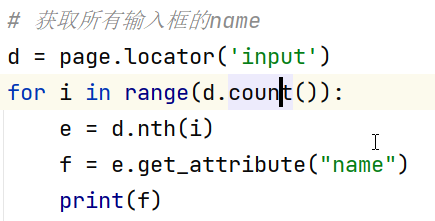 # 获取所有输入框的name
d = page.locator('input')
for i in range(d.count()):
    e = d.nth(i)
    f = e.get_attribute("name")
    print(f)